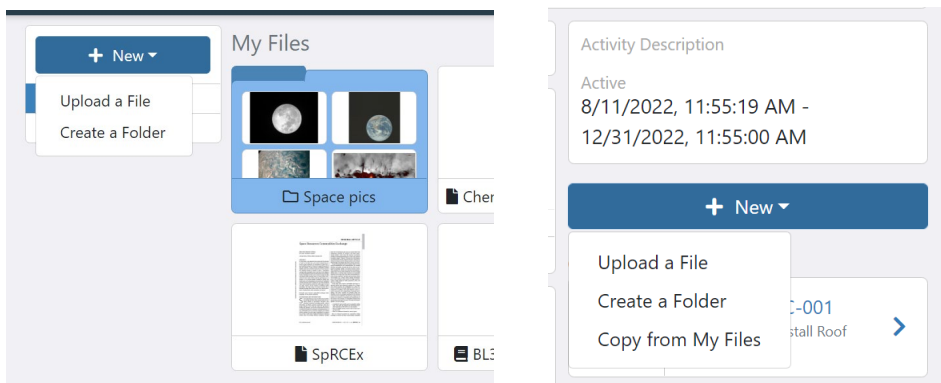 New
Upload a File
Create a Folder
My Files
Space pics
Cher
SpRCEx
BL3
Activity Description
Active
8/11/2022, 11:55:19 AM -
12/31/2022, 11:55:00 AM
New
Upload a File
Create a Folder
Copy from My Files
C-001
stall Roof